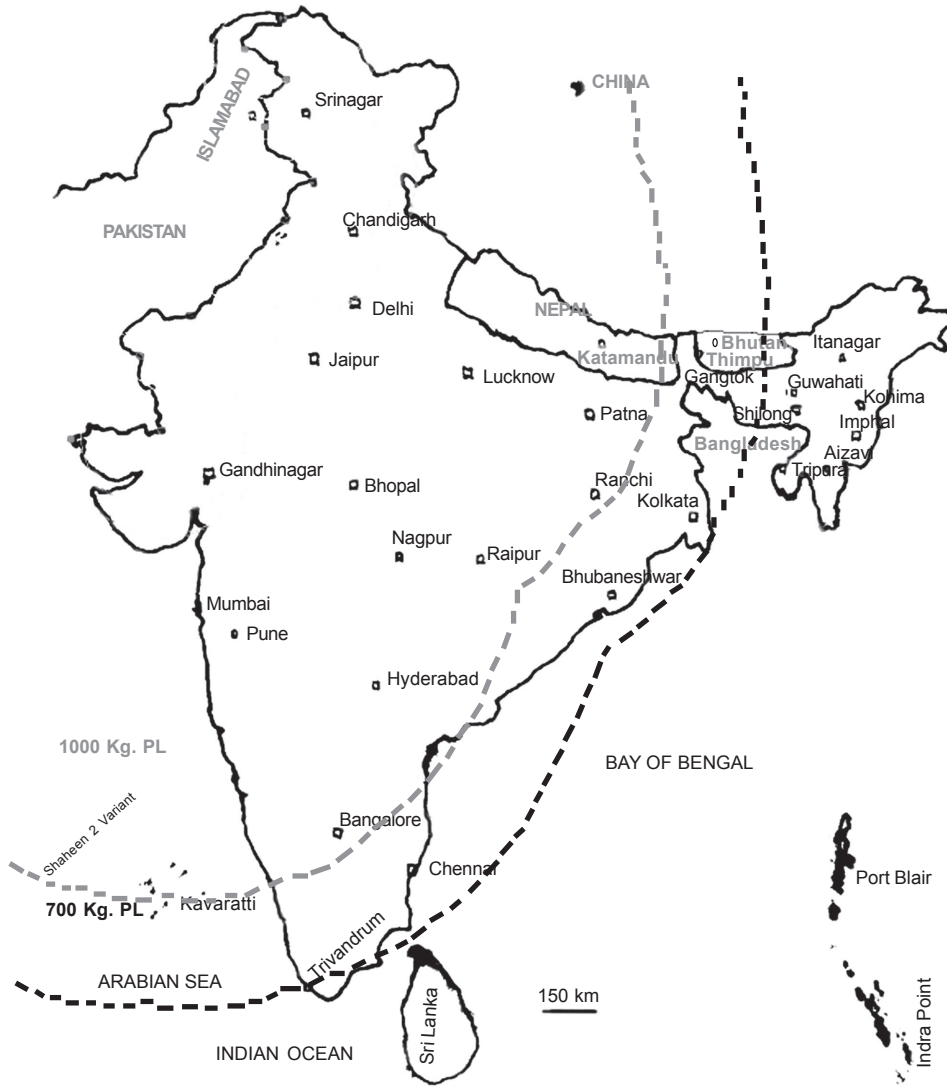 CHINA
ISLAMABAD
Srinagar
PAKISTAN
Chandigarh
Delhi
NEPAL
Katamandu
Bhutan
Thimpu
Itanagar
Jaipur
Lucknow
Gangtok
Guwahati
Kohima
Patna
Shilong
Imphal
Bangladesh
Aizavi
Gandhinagar
Bhopal
Ranchi
Tripura
Kolkata
Nagpur
Raipur
Bhubaneshwar
Mumbai
Pune
Hyderabad
1000 Kg. PL
BAY OF BENGAL
Shaheen 2 Variant
Bangalore
Chennar
Port Blair
700 Kg. PL
Kavaratti
Trivandrum
ARABIAN SEA
150 km
Sri Lanka
Indra Point
INDIAN OCEAN